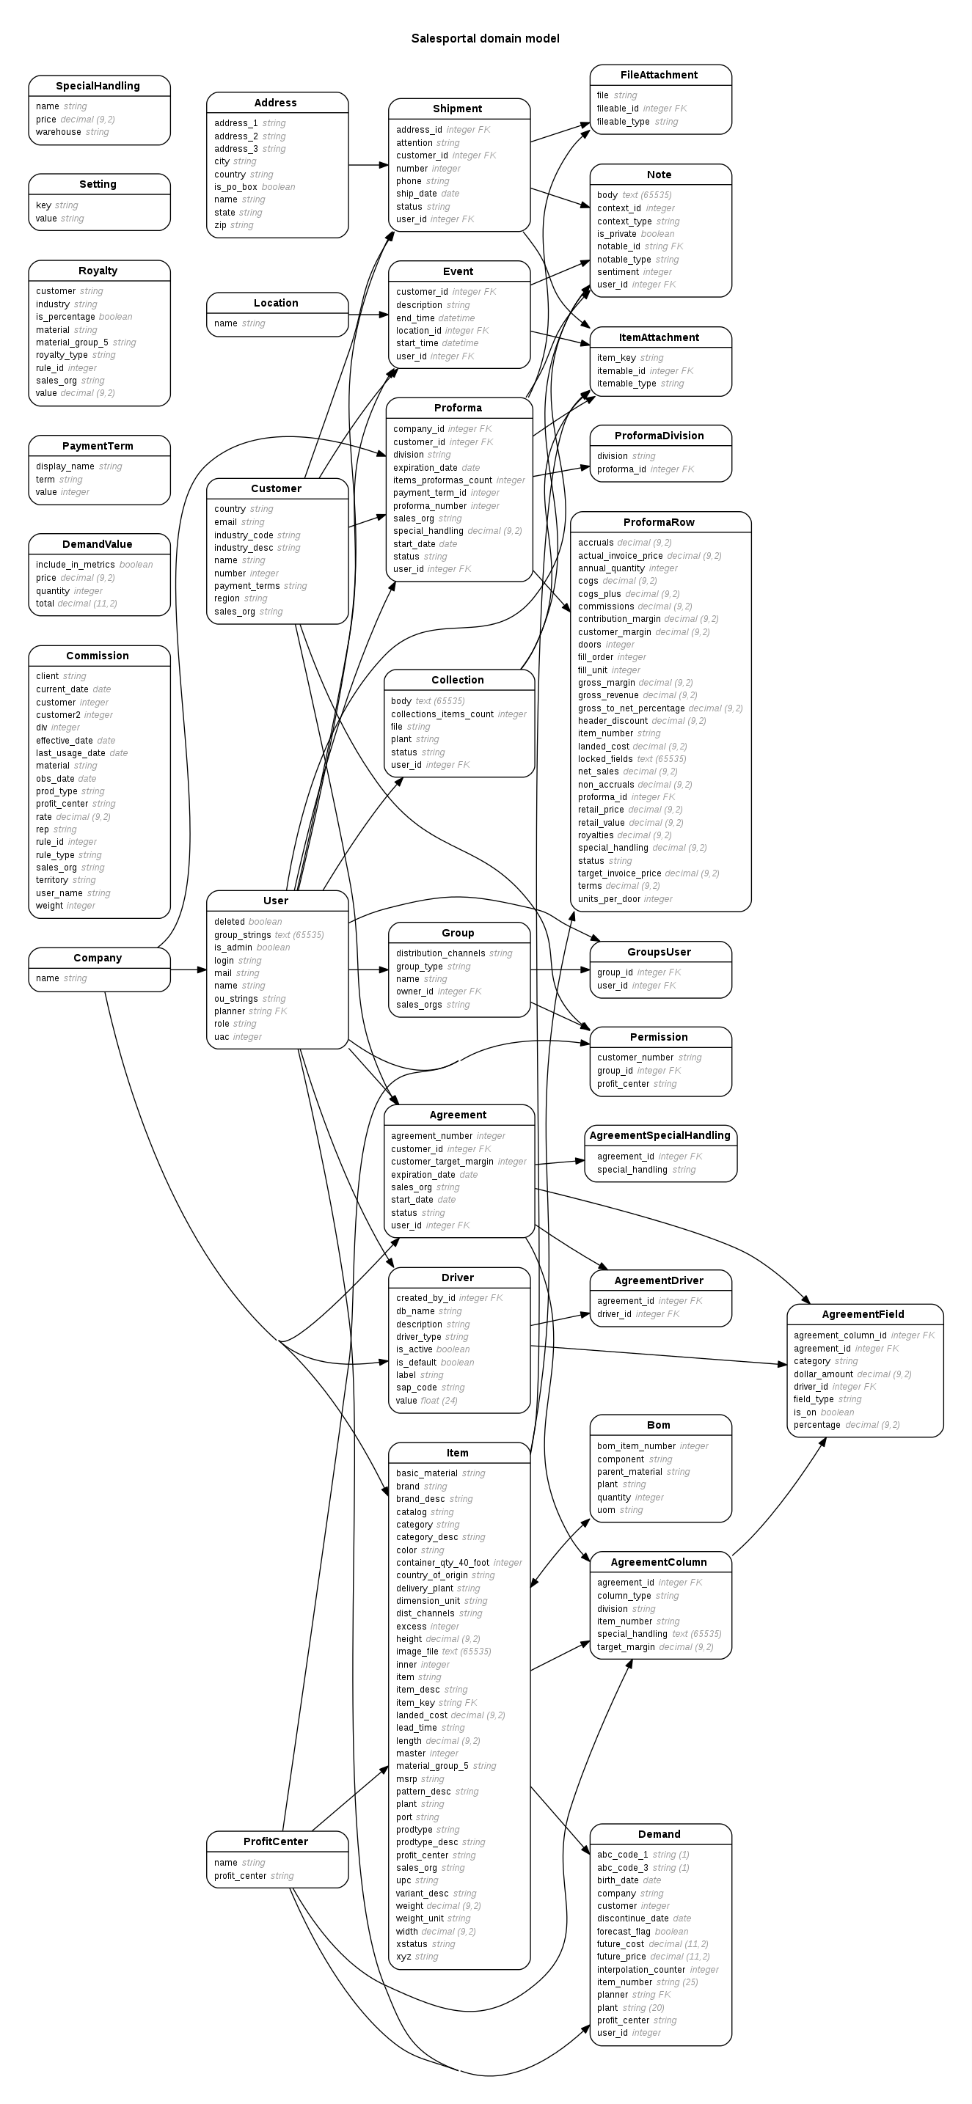 Salesportal domain model
SpecialHandling
name string
price decimal (9,2)
warehouse string
Setting
key string
value string
Royalty
customer string
industry string
is_percentage boolean
material string
material_group_5 string
royalty_type string
rule_id integer
sales_org string
value decimal (9,2)
PaymentTerm
display_name string
term string
value integer
DemandValue
include_in_metrics boolean
price decimal (9,2)
quantity integer
total decimal (11,2)
Commission
client string
current_date date
customer integer
customer2 integer
div integer
effective_date date
last_usage_date date
material string
obs_date date
prod_type string
profit_center string
rate decimal (9,2)
rep string
rule_id integer
rule_type string
sales_org string
territory string
user_name string
weight integer
Company
name string
Address
address_1 string
address_2 string
address_3 string
city string
country string
is_po_box boolean
name string
state string
zip string
Location
name string
Customer
country string
email string
industry_code string
industry_desc string
name string
number integer
payment_terms string
region string
sales_org string
User
deleted boolean
group_strings text (65535)
is_admin boolean
login string
mail string
name string
ou_strings string
planner string FK
role string
uac integer
ProfitCenter
name string
profit_center string
Shipment
address_id integer FK
attention string
customer_id integer FK
number integer
phone string
ship_date date
status string
user_id integer FK
Event
customer_id integer FK
description string
end_time datetime
location_id integer FK
start_time datetime
user_id integer FK
Proforma
company_id integer FK
customer_id integer FK
division string
expiration_date date
items_proformas_count integer
payment_term_id integer
proforma_number integer
sales_org string
special_handling decimal (9,2)
start_date date
status string
user_id integer FK
Collection
body text (65535)
collections_items_count integer
file string
plant string
status string
user_id integer FK
Group
distribution_channels string
group_type string
name string
owner_id integer FK
sales_orgs string
Agreement
agreement_number integer
customer_id integer FK
customer_target_margin integer
expiration_date date
sales_org string
start_date date
status string
user_id integer FK
Driver
created_by_id integer FK
db_name string
description string
driver_type string
is_active boolean
is_default boolean
label string
sap_code string
value float (24)
Item
basic_material string
brand string
brand_desc string
catalog string
category string
category_desc string
color string
container_qty_40_foot integer
country_of_origin string
delivery_plant string
dimension_unit string
dist_channels string
excess integer
height decimal (9,2)
image_file text (65535)
inner integer
item string
item_desc string
item_key string FK
landed_cost decimal (9,2)
lead_time string
length decimal (9,2)
master integer
material_group_5 string
msrp string
pattern_desc string
plant string
port string
prodtype string
prodtype_desc string
profit_center string
sales_org string
upc string
variant_desc string
weight decimal (9,2)
weight_unit string
width decimal (9,2)
xstatus string
xyz string
FileAttachment
file string
fileable_id integer FK
fileable_type string
Note
body text (65535)
context_id integer
context_type string
is_private boolean
notable_id string FK
notable_type string
sentiment integer
user_id integer FK
ItemAttachment
item_key string
itemable_id integer FK
itemable_type string
ProformaDivision
division string
proforma_id integer FK
ProformaRow
accruals decimal (9,2)
actual_invoice_price decimal (9,2)
annual_quantity integer
cogs decimal (9,2)
cogs_plus decimal (9,2)
commissions decimal (9,2)
contribution_margin decimal (9,2)
customer_margin decimal (9,2)
doors integer
fill_order integer
fill_unit integer
gross_margin decimal (9,2)
gross_revenue decimal (9,2)
gross_to_net_percentage decimal (9,2)
header_discount decimal (9,2)
item_number string
landed_cost decimal (9,2)
locked_fields text (65535)
net_sales decimal (9,2)
non_accruals decimal (9,2)
proforma_id integer FK
retail_price decimal (9,2)
retail_value decimal (9,2)
royalties decimal (9,2)
special_handling decimal (9,2)
status string
target_invoice_price decimal (9,2)
terms decimal (9,2)
units_per_door integer
GroupsUser
group_id integer FK
user_id integer FK
Permission
customer_number string
group_id integer FK
profit_center string
AgreementSpecialHandling
agreement_id integer FK
special_handling string
AgreementDriver
agreement_id integer FK
driver_id integer FK
Bom
bom_item_number integer
component string
parent_material string
plant string
quantity integer
uom string
AgreementColumn
agreement_id integer FK
column_type string
division string
item_number string
special_handling text (65535)
target_margin decimal (9,2)
Demand
abc_code_1 string (1)
abc_code_3 string (1)
birth_date date
company string
customer integer
discontinue_date date
forecast_flag boolean
future_cost decimal (11,2)
future_price decimal (11,2)
interpolation_counter integer
item_number string (25)
planner string FK
plant string (20)
profit_center string
user_id integer
AgreementField
agreement_column_id integer FK
agreement_id integer FK
category string
dollar_amount decimal (9,2)
driver_id integer FK
field_type string
is_on boolean
percentage decimal (9,2)